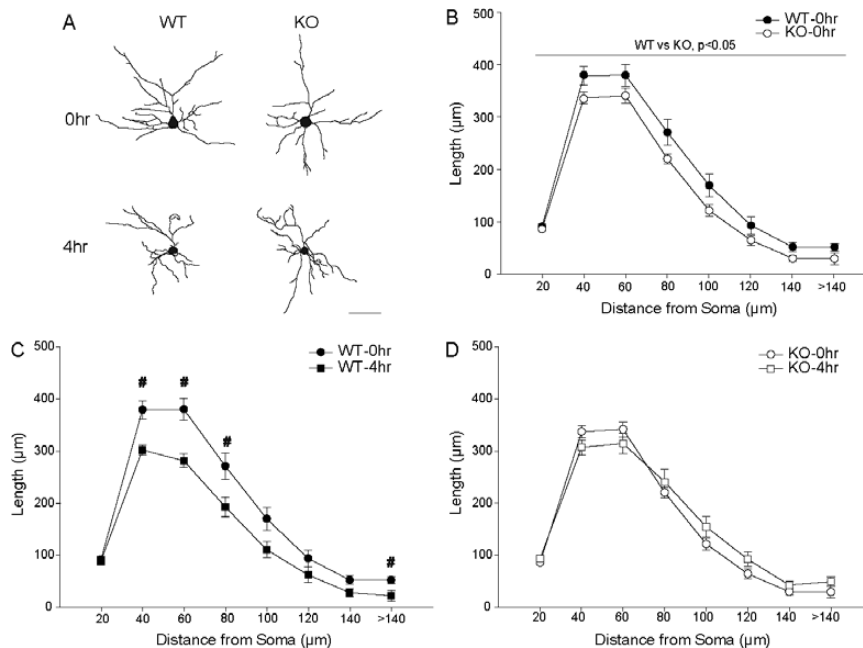 A
WT
KO
0hr
4hr
B
WT-0hr
KO-0hr
WT vs KO, p<0.05
500
400
300
200
100
0
Length (µm)
20 40 60 80 100 120 140 >140
Distance from Soma (µm)
C
WT-0hr
WT-4hr
# # # #
500
400
300
200
100
0
Length (µm)
20 40 60 80 100 120 140 >140
Distance from Soma (µm)
D
KO-0hr
KO-4hr
500
400
300
200
100
0
Length (µm)
20 40 60 80 100 120 140 >140
Distance from Soma (µm)